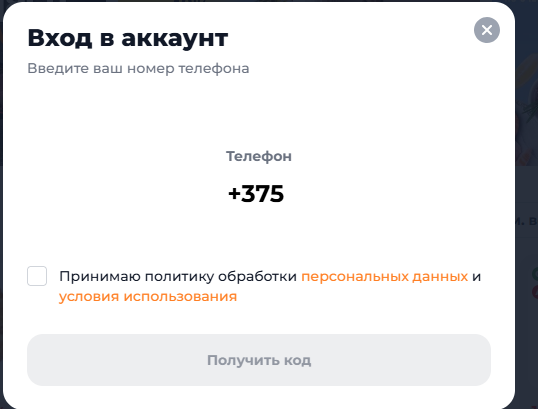 Вход в аккаунт
Введите ваш номер телефона
Телефон
+375
Принимаю политику обработки персональных данных и
условия использования
Получить код